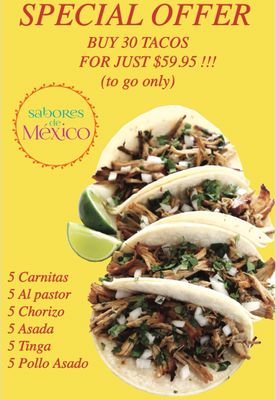 SPECIAL OFFER
BUY 30 TACOS
FOR JUST $59.95 !!!
(to go only)
sabores
de
México
5 Carnitas
5 Al pastor
5 Chorizo
5 Asada
5 Tinga
5 Pollo Asado